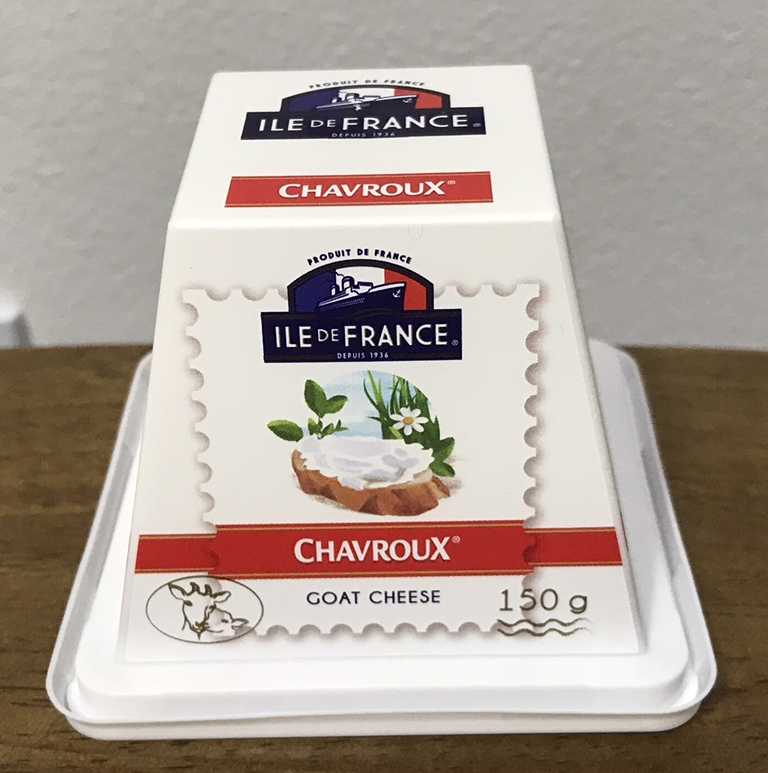 PRODUIT DE FRANCE
ILE DE FRANCE®
DEPUIS 1936
CHAVROUX®
PRODUIT DE FRANCE
ILE DE FRANCE®
DEPUIS 1936
CHAVROUX®
GOAT CHEESE
150 g